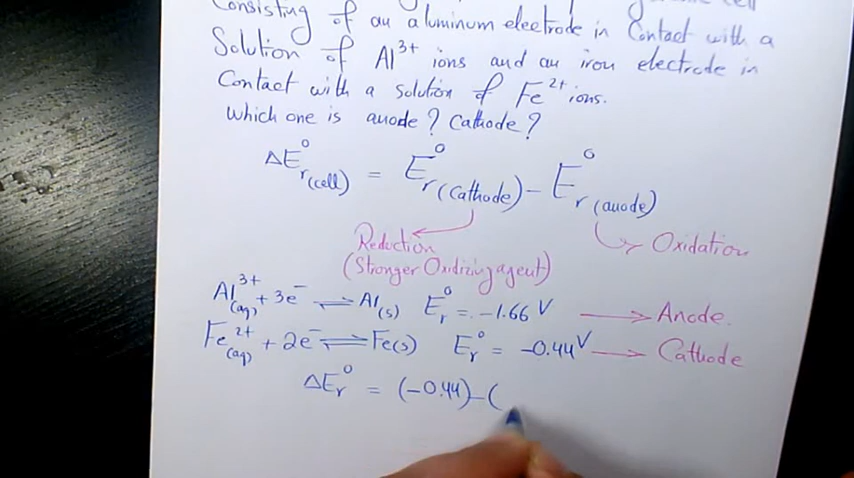 Consisting of an aluminum electrode in Contact with a
Solution of Al³⁺ ions and an iron electrode in
Contact with a solution of Fe²⁺ ions.
which one is anode? Cathode?
ΔE°r(cell) = E°r(Cathode) - E°r(anode)
Reduction
Oxidation
(Stronger Oxidizing agent)
Al³⁺(aq) + 3e⁻ ⇌ Al(s) E°r = -1.66 V → Anode.
Fe²⁺(aq) + 2e⁻ ⇌ Fe(s) E°r = -0.44 V → Cathode
ΔE°r = (-0.44) - (